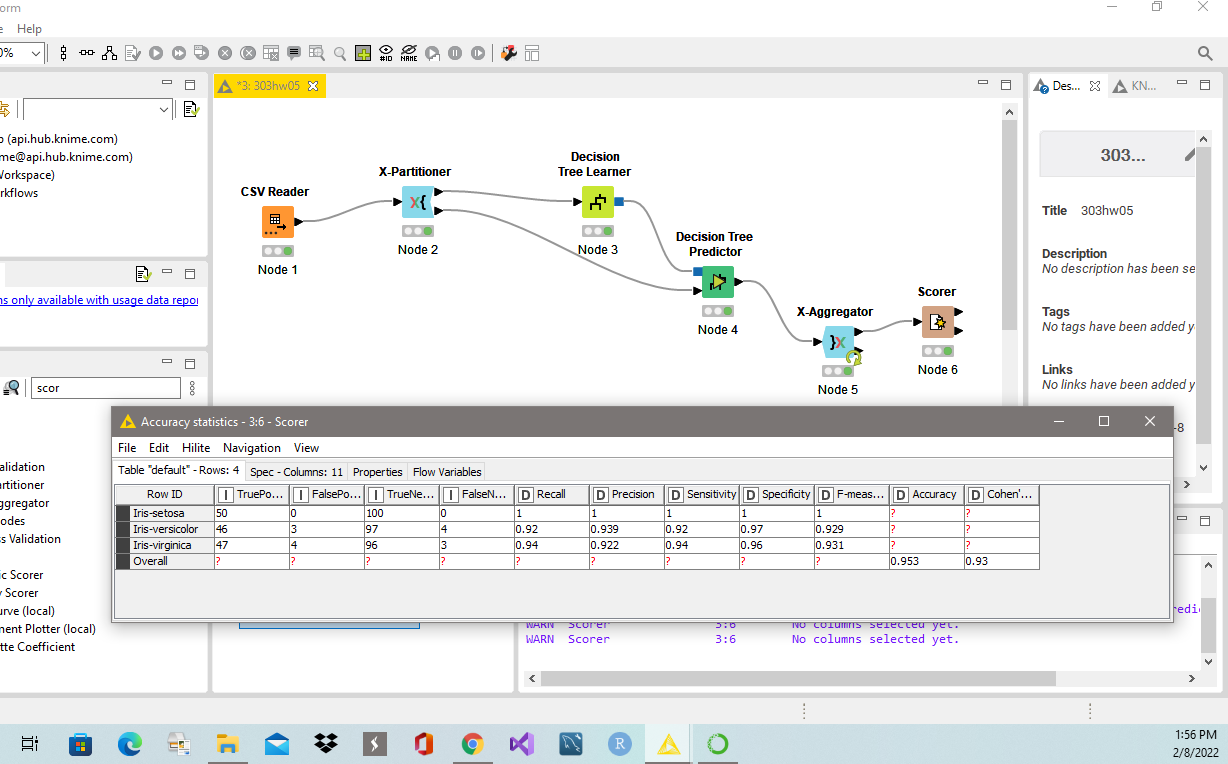 orm
e Help
0%
#ID NAME
*3: 303hw05
Des...
KN...
o (api.hub.knime.com)
me@api.hub.knime.com)
Workspace)
rkflows
ns only available with usage data repor
scor
CSV Reader
Node 1
X-Partitioner
X{
Node 2
Decision
Tree Learner
Node 3
Decision Tree
Predictor
Node 4
X-Aggregator
}X
Node 5
Scorer
Node 6
303...
Title 303hw05
Description
No description has been se
Tags
No tags have been added y
Links
No links have been added y
-8
alidation
artitioner
ggregator
odes
ss Validation
ic Scorer
y Scorer
urve (local)
ment Plotter (local)
tte Coefficient
Accuracy statistics - 3:6 - Scorer
File Edit Hilite Navigation View
Table "default" - Rows: 4 Spec - Columns: 11 Properties Flow Variables
Row ID I TruePo... I FalsePo... I TrueNe... I FalseN... D Recall D Precision D Sensitivity D Specificity D F-meas... D Accuracy D Cohen'...
Iris-setosa 50 0 100 0 1 1 1 1 1 ? ?
Iris-versicolor 46 3 97 4 0.92 0.939 0.92 0.97 0.929 ? ?
Iris-virginica 47 4 96 3 0.94 0.922 0.94 0.96 0.931 ? ?
Overall ? ? ? ? ? ? ? ? ? 0.953 0.93
redi
WARN Scorer 3:6 No columns selected yet.
WARN Scorer 3:6 No columns selected yet.
R
1:56 PM
2/8/2022